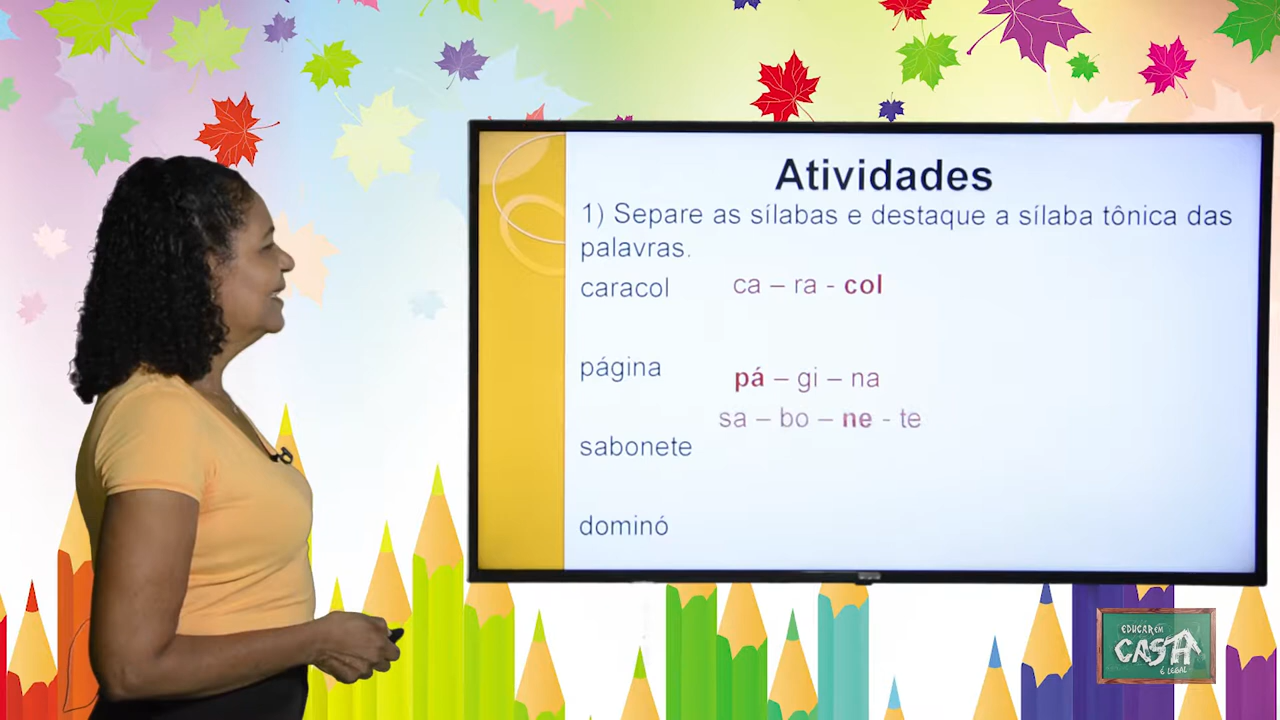 Atividades
1) Separe as sílabas e destaque a sílaba tônica das
palavras.
caracol ca – ra - col
página pá – gi – na
sa – bo – ne - te
sabonete
dominó
EDUCAR EM
CASA
É LEGAL